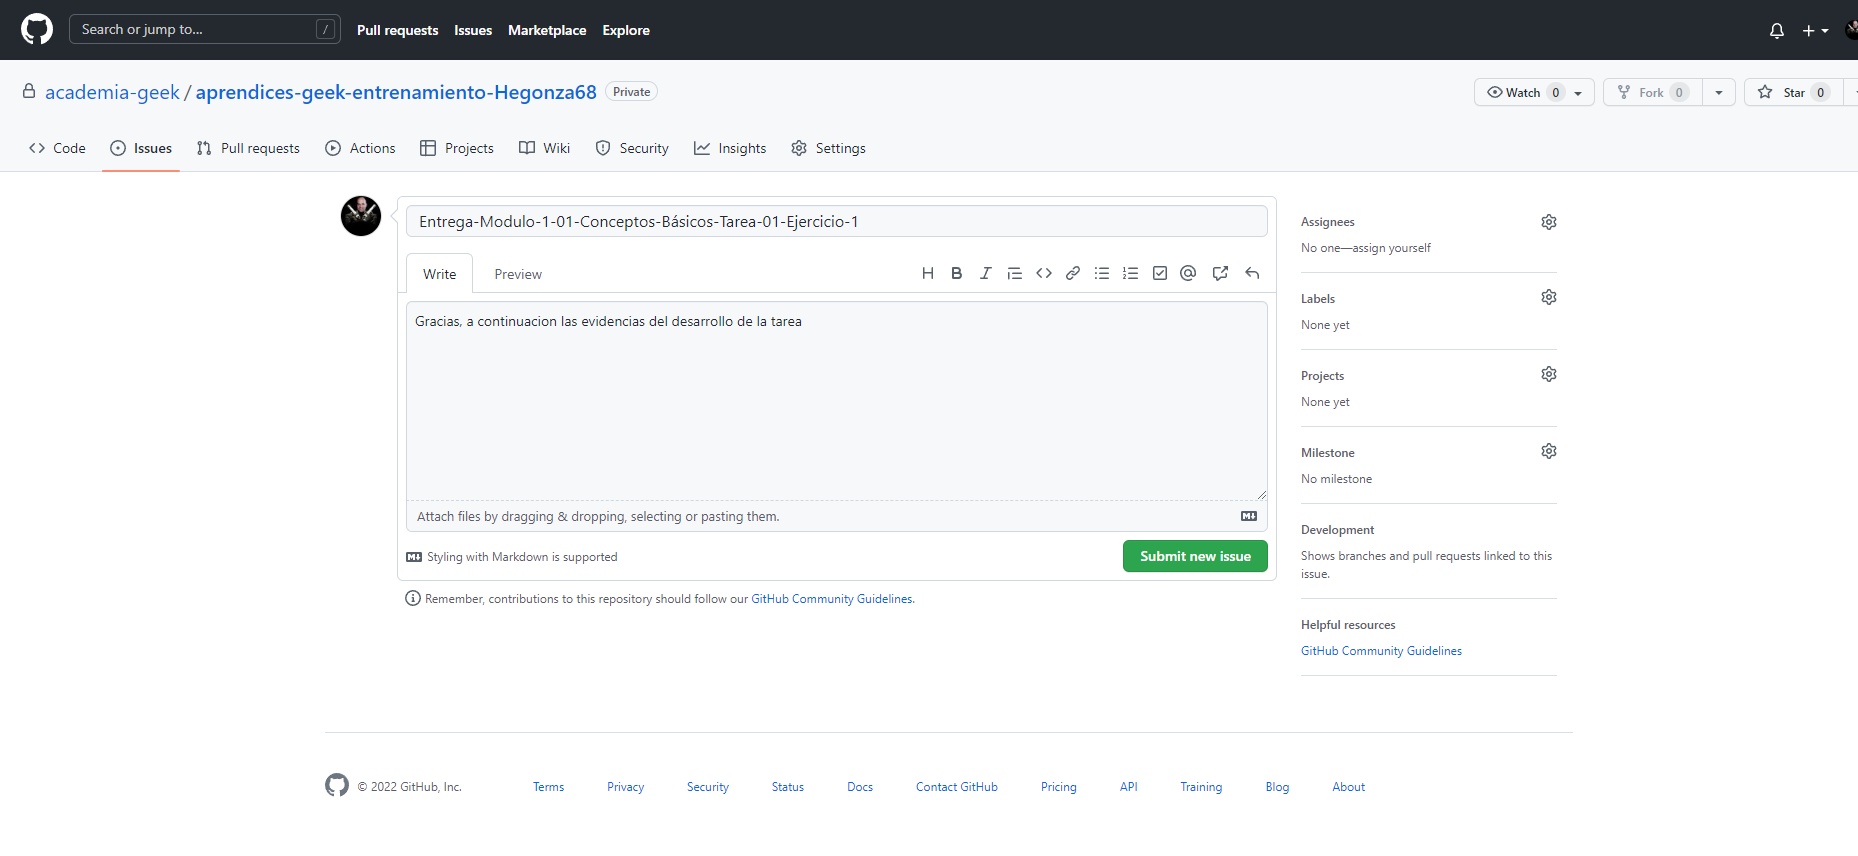 Search or jump to... /
Pull requests Issues Marketplace Explore
academia-geek / aprendices-geek-entrenamiento-Hegonza68 Private
Watch 0 Fork 0 Star 0
Code Issues Pull requests Actions Projects Wiki Security Insights Settings
Entrega-Modulo-1-01-Conceptos-Básicos-Tarea-01-Ejercicio-1
Write Preview
Gracias, a continuacion las evidencias del desarrollo de la tarea
Attach files by dragging & dropping, selecting or pasting them.
Styling with Markdown is supported
Submit new issue
Remember, contributions to this repository should follow our GitHub Community Guidelines.
Assignees
No one—assign yourself
Labels
None yet
Projects
None yet
Milestone
No milestone
Development
Shows branches and pull requests linked to this
issue.
Helpful resources
GitHub Community Guidelines
© 2022 GitHub, Inc. Terms Privacy Security Status Docs Contact GitHub Pricing API Training Blog About